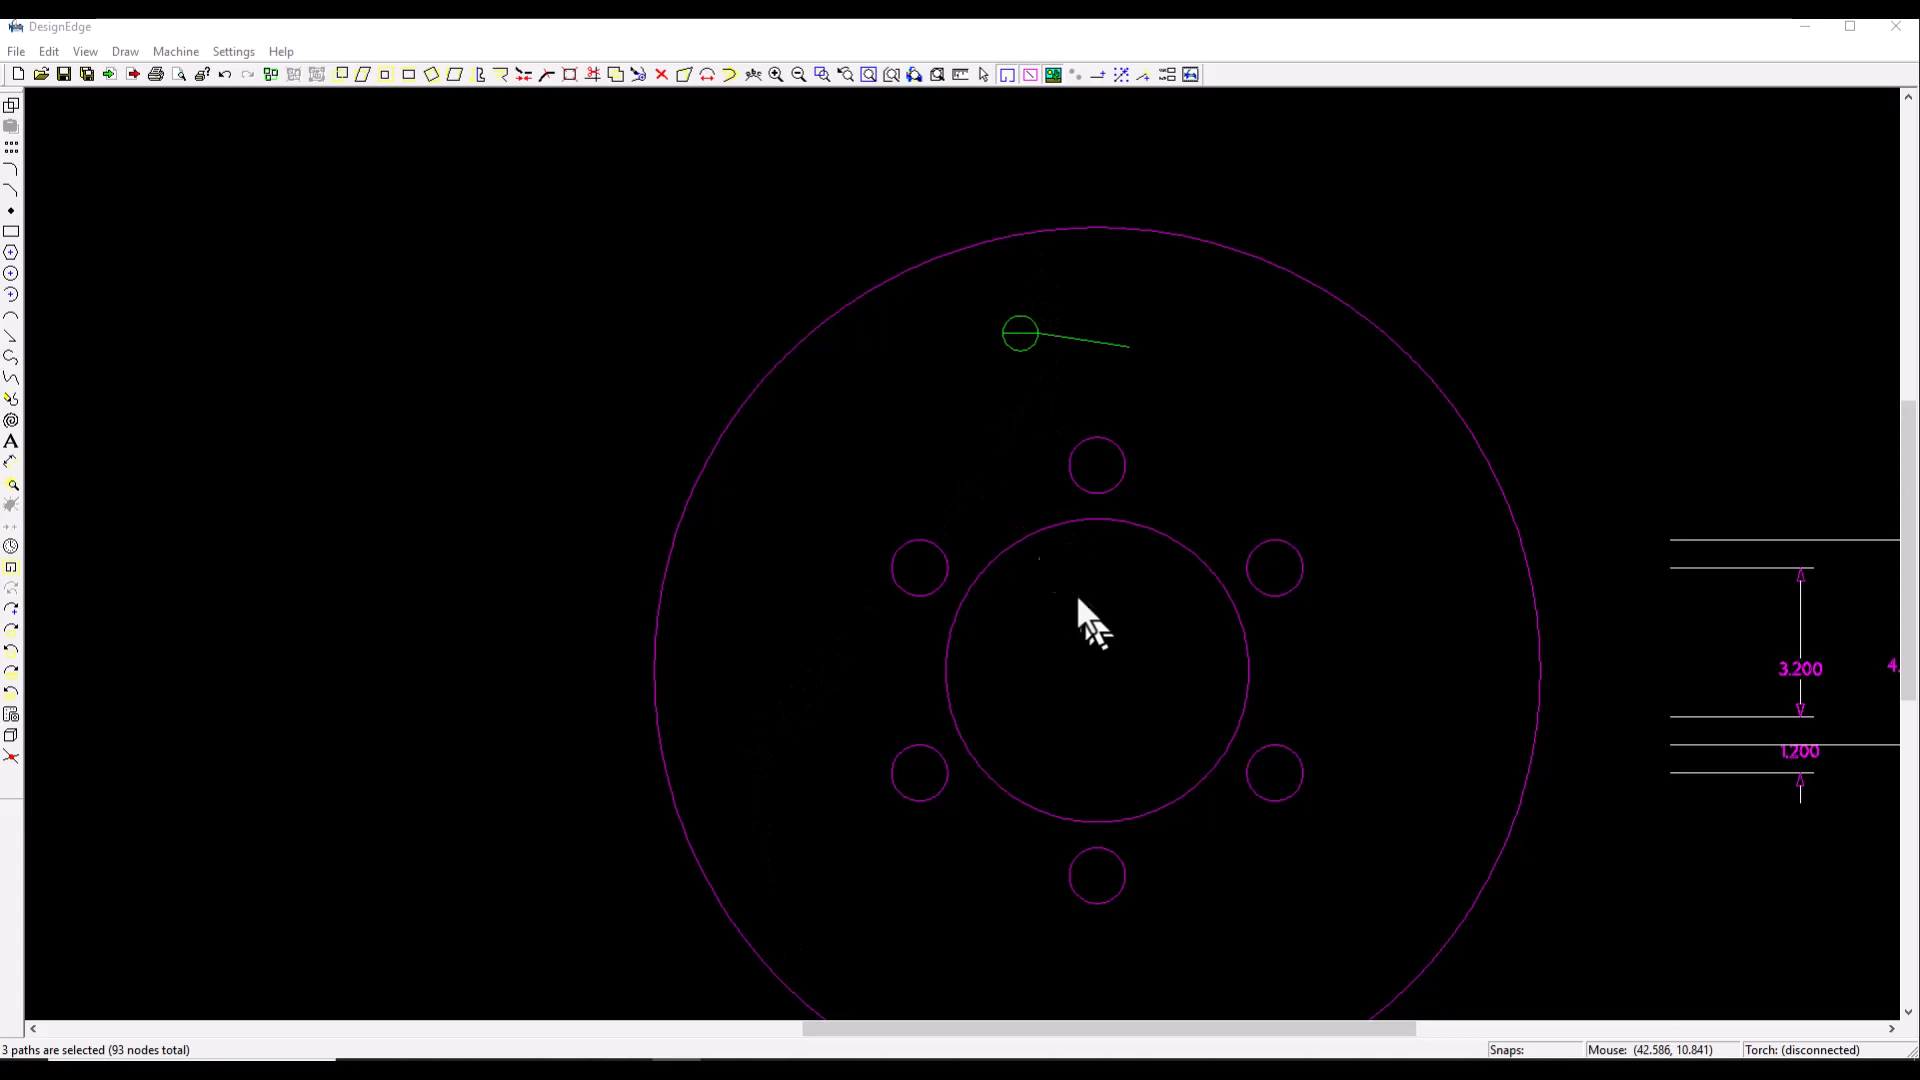 DesignEdge
File Edit View Draw Machine Settings Help
3.200
4.
1.200
3 paths are selected (93 nodes total)
Snaps:
Mouse: (42.586, 10.841)
Torch: (disconnected)